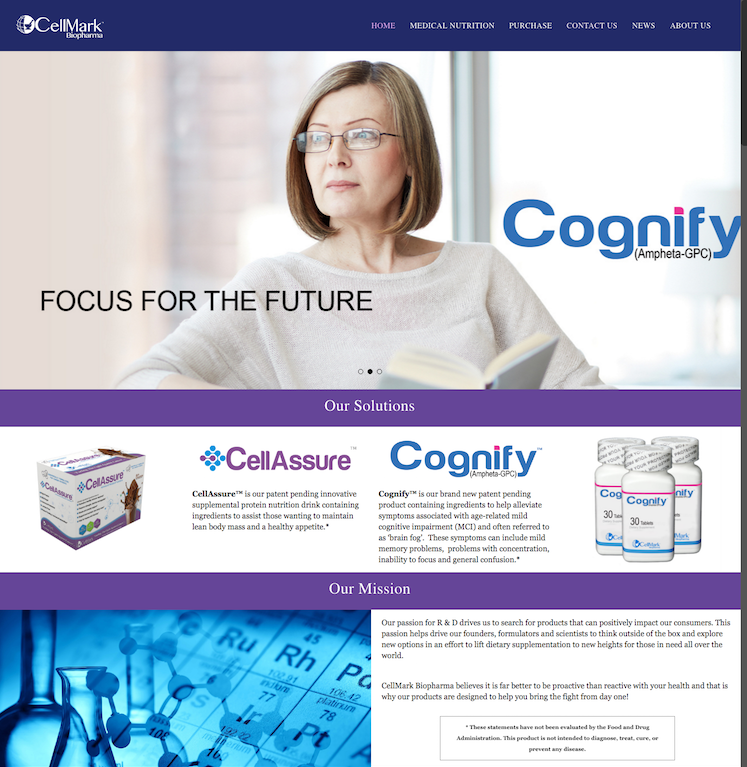 CellMark
Biopharma
HOME MEDICAL NUTRITION PURCHASE CONTACT US NEWS ABOUT US
Cognify
(Ampheta-GPC)
FOCUS FOR THE FUTURE
Our Solutions
CellAssure
CellAssure™
Cognify™
(Ampheta-GPC)
Cognify
30 Tablets
CellMark
CellAssure™ is our patent pending innovative
supplemental protein nutrition drink containing
ingredients to assist those wanting to maintain
lean body mass and a healthy appetite.*
Cognify™ is our brand new patent pending
product containing ingredients to help alleviate
symptoms associated with age-related mild
cognitive impairment (MCI) and often referred to
as 'brain fog'. These symptoms can include mild
memory problems, problems with concentration,
inability to focus and general confusion.*
Our Mission
Ru Rh Pd
Pt
Our passion for R & D drives us to search for products that can positively impact our consumers. This
passion helps drive our founders, formulators and scientists to think outside of the box and explore
new options in an effort to lift dietary supplementation to new heights for those in need all over the
world.
CellMark Biopharma believes it is far better to be proactive than reactive with your health and that is
why our products are designed to help you bring the fight from day one!
* These statements have not been evaluated by the Food and Drug
Administration. This product is not intended to diagnose, treat, cure, or
prevent any disease.